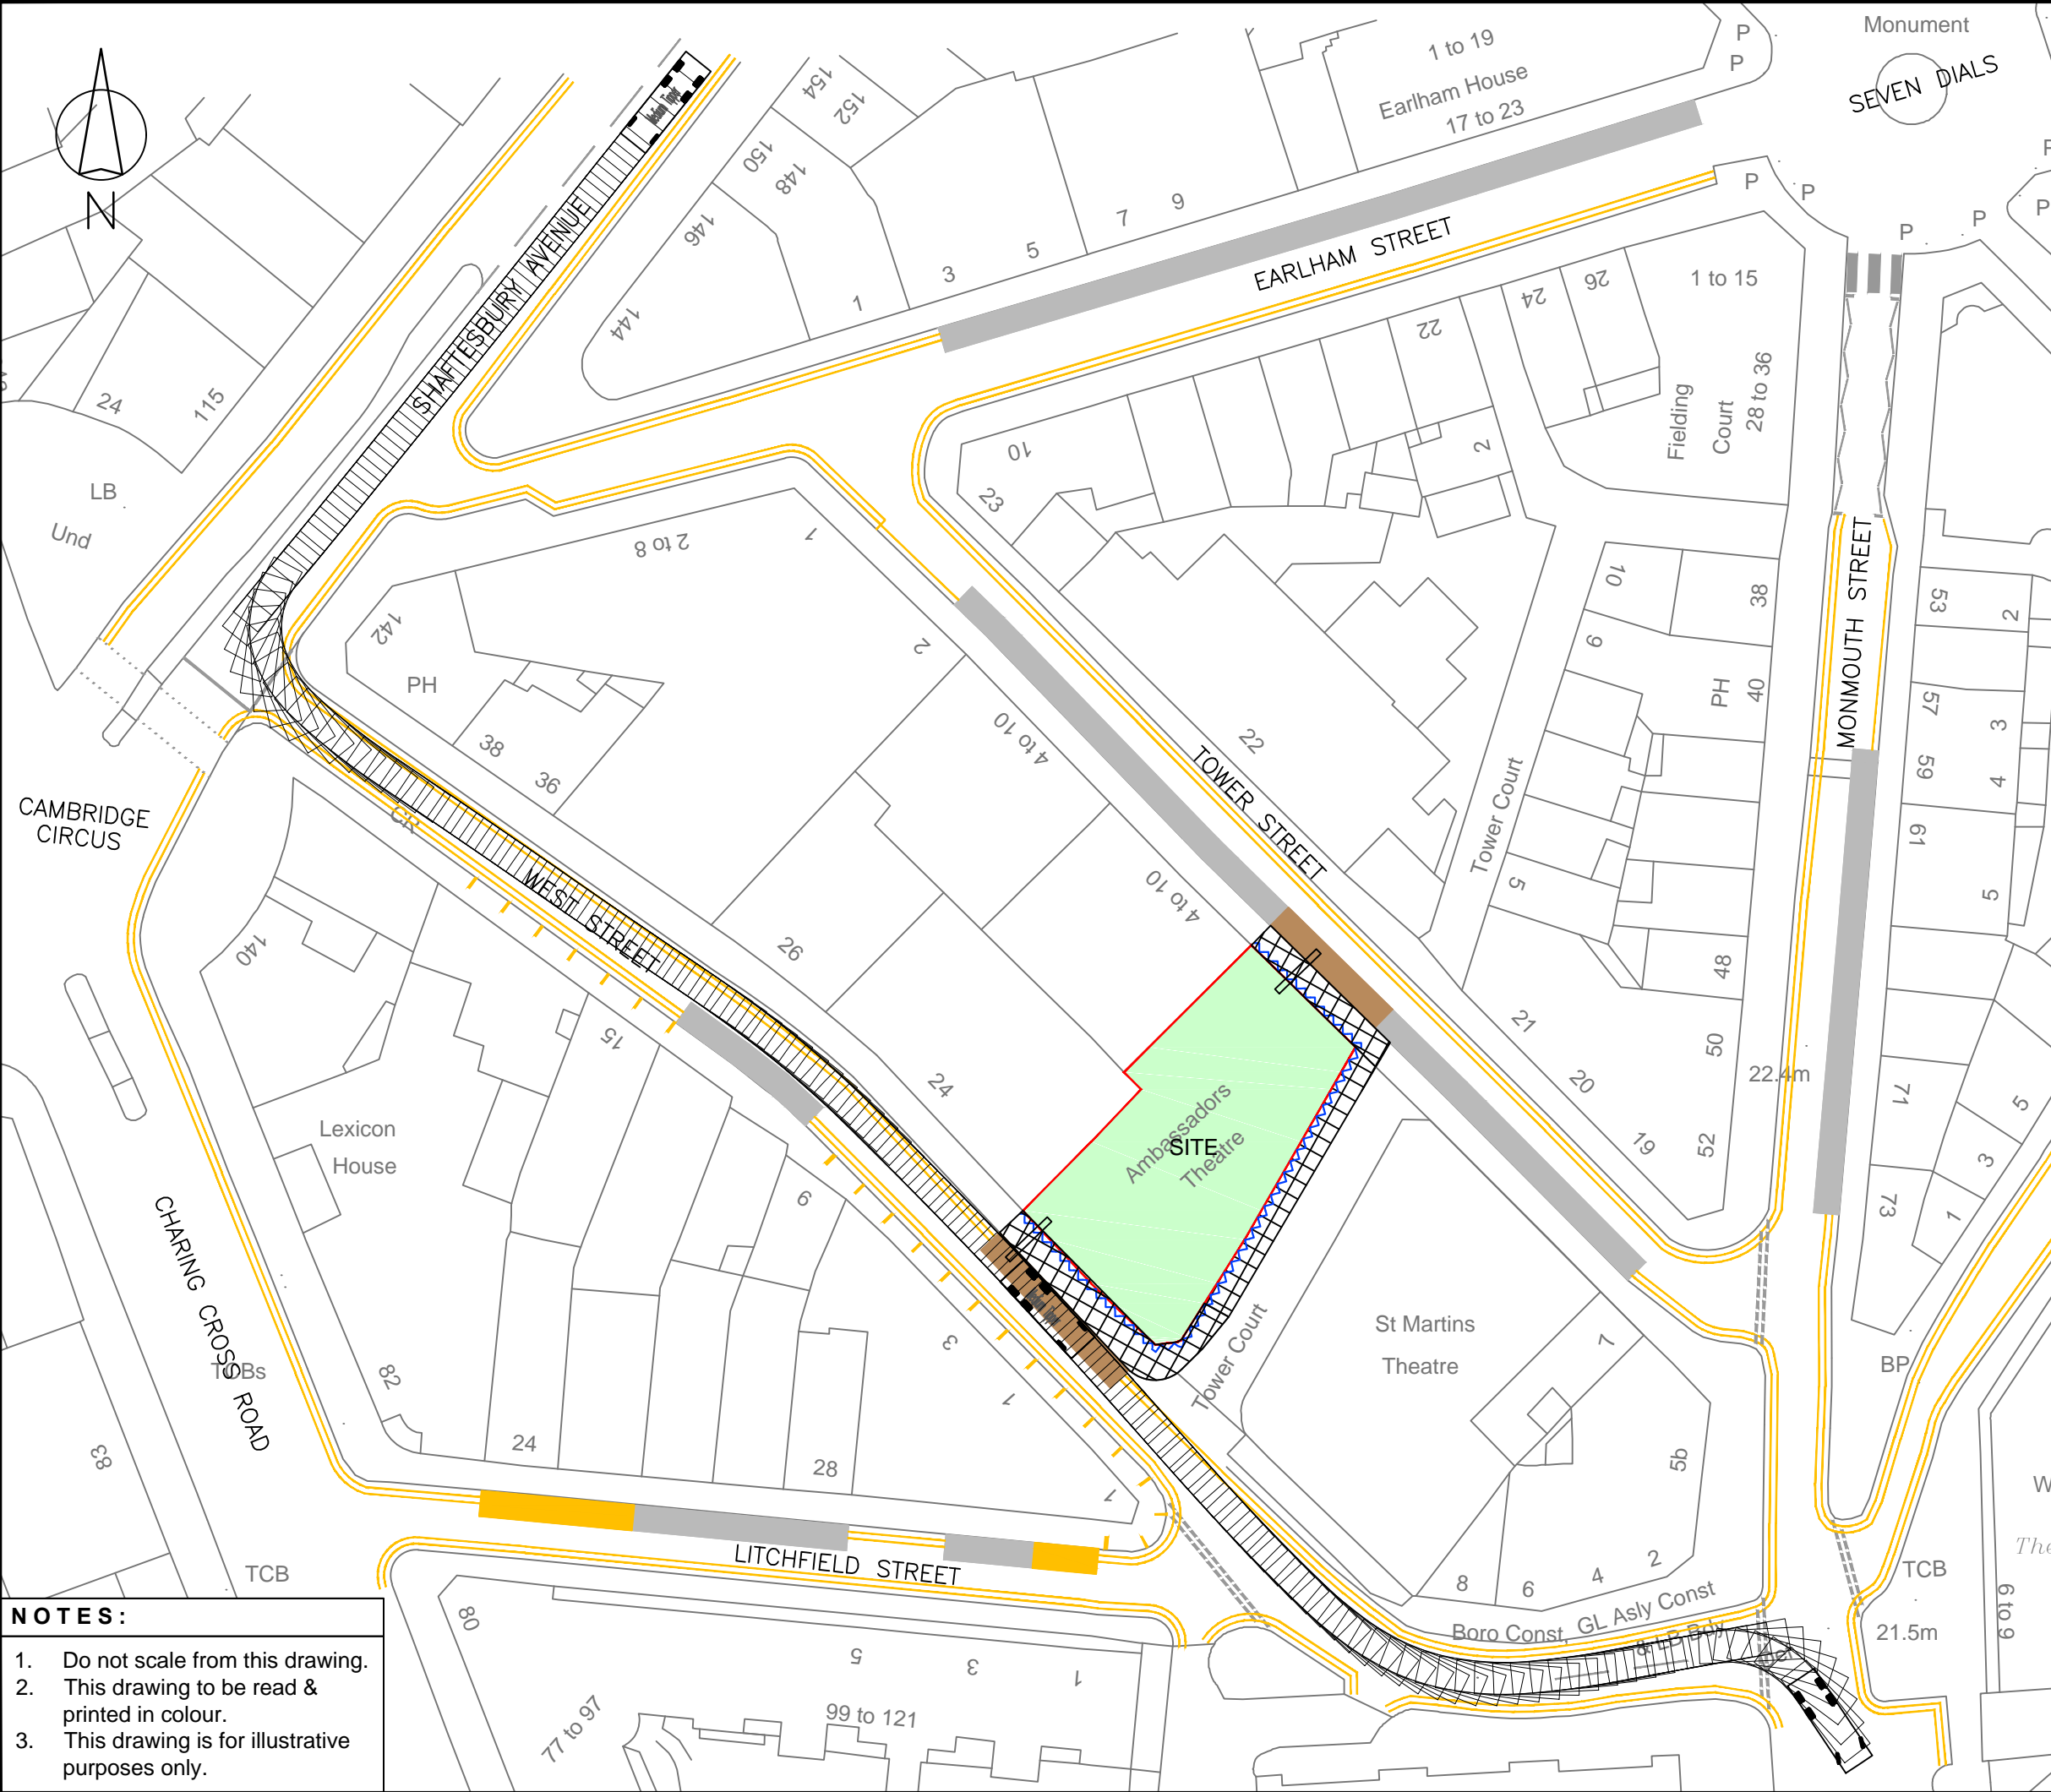 Monument
SEVEN DIALS
1 to 19
Earlham House
17 to 23
P
P
P
P
P
P
P
N
154
152
150
148
146
144
1
3
5
7
9
SHAFTESBURY AVENUE
EARLHAM STREET
24
115
LB
Und
10
23
22
24
26
1 to 15
2
Fielding
Court
28 to 36
2 to 8
1
2
142
PH
38
36
4 to 10
4 to 10
22
TOWER STREET
Tower Court
10
9
5
38
PH
40
48
50
52
MONMOUTH STREET
53
57
59
61
71
73
2
3
4
5
5
3
1
CAMBRIDGE
CIRCUS
CR
WEST STREET
140
15
26
24
9
3
1
1
Lexicon
House
CHARING CROSS ROAD
TCBs
82
83
24
28
Ambassadors
Theatre
SITE
Tower Court
St Martins
Theatre
21
20
19
22.4m
7
5b
8
6
4
2
BP
TCB
21.5m
6 to 9
Boro Const, GL Asly Const
& LB Bdy
LITCHFIELD STREET
TCB
80
5
3
1
77 to 97
99 to 121
NOTES:
1. Do not scale from this drawing.
2. This drawing to be read &
printed in colour.
3. This drawing is for illustrative
purposes only.